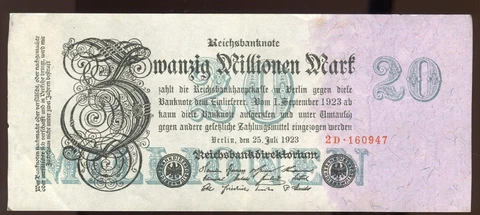 Reichsbanknote
Zwanzig Millionen Mark
20
20
zahlt die Reichsbankhauptkasse in Berlin gegen diese
Banknote dem Einlieferer. Vom 1. September 1923 ab
kann diese Banknote aufgerufen und unter Umtausch
gegen andere gesetzliche Zahlungsmittel eingezogen werden
Berlin, den 25. Juli 1923
2D·160947
Reichsbankdirektorium
MILLIONEN